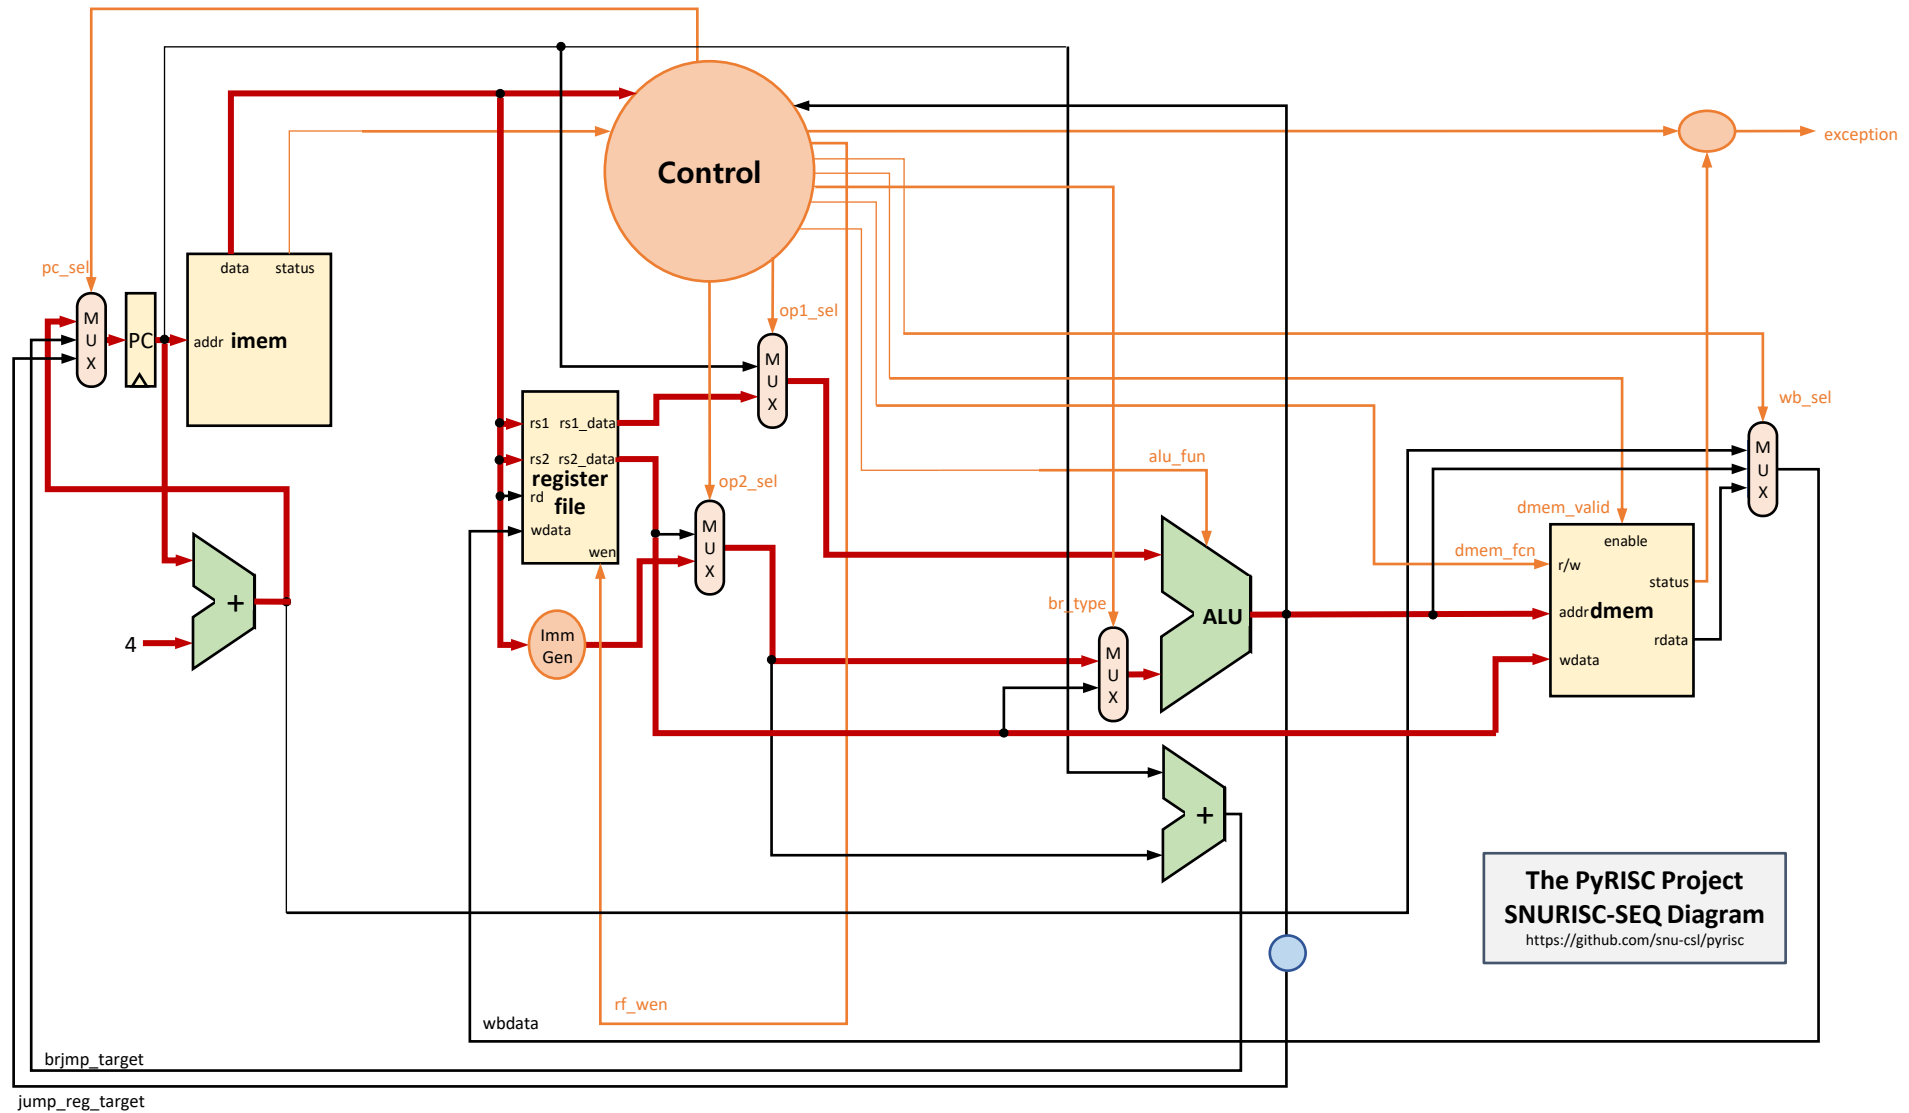 Control
exception
pc_sel
data
status
op1_sel
M
U
X
PC
addr
imem
M
U
X
wb_sel
rs1
rs1_data
rs2
rs2_data
register
file
rd
wdata
wen
op2_sel
M
U
X
alu_fun
M
U
X
dmem_valid
enable
dmem_fcn
r/w
status
addr
dmem
rdata
wdata
+
4
Imm
Gen
br_type
M
U
X
ALU
+
The PyRISC Project
SNURISC-SEQ Diagram
https://github.com/snu-csl/pyrisc
rf_wen
wbdata
brjmp_target
jump_reg_target